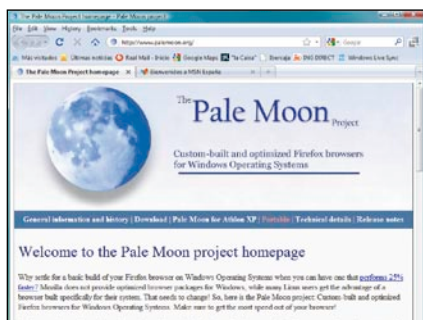 The Pale Moon Project homepage - Pale Moon project
File Edit View History Bookmarks Tools Help
http://www.palemoon.org/
Google
Más visitados Últimas noticias Real Mail - Inicio Google Maps "la Caixa" Ibercaja ING DIRECT Windows Live Sync
The Pale Moon Project homepage Bienvenidos a MSN España
The Pale Moon Project
Custom-built and optimized Firefox browsers
for Windows Operating Systems
General information and history | Download | Pale Moon for Athlon XP | Portable | Technical details | Release notes
Welcome to the Pale Moon project homepage
Why settle for a basic build of your Firefox browser on Windows Operating Systems when you can have one that performs 25%
faster? Mozilla does not provide optimized browser packages for Windows, while many Linux users get the advantage of a
browser built specifically for their system. That needs to change! So, here is the Pale Moon project: Custom-built and optimized
Firefox browsers for Windows Operating Systems. Make sure to get the most speed out of your browser!